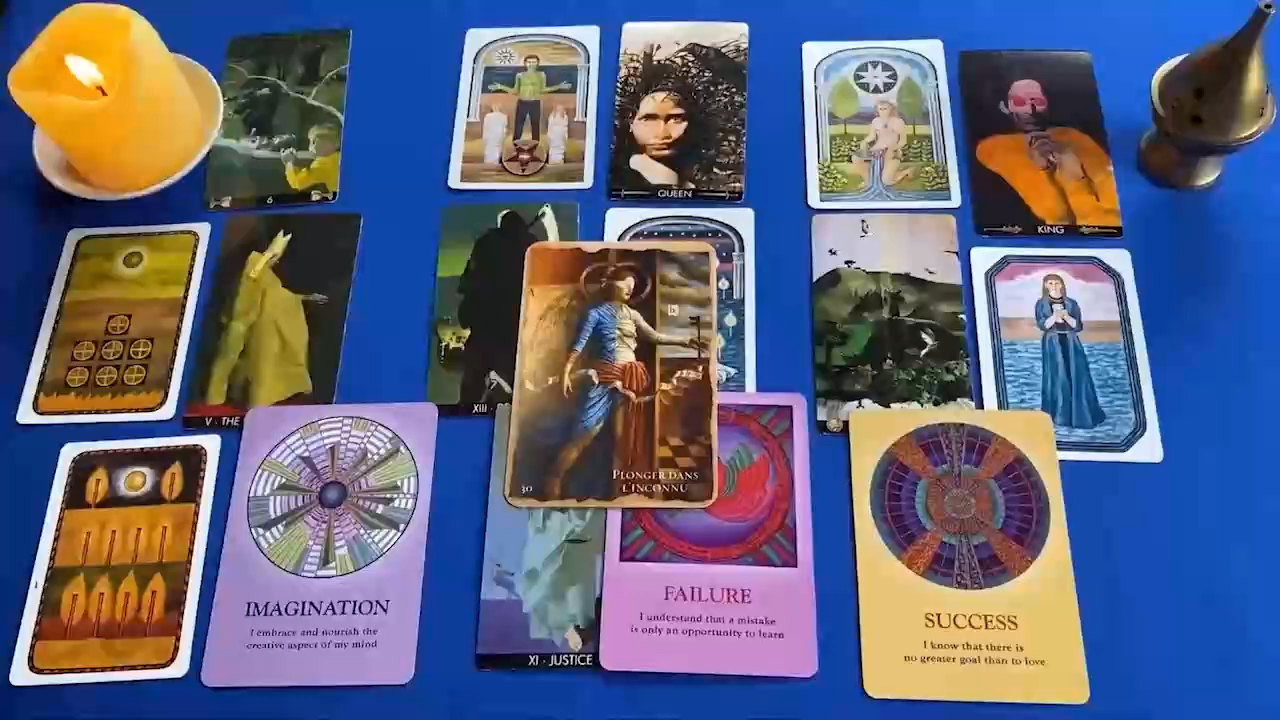 6
QUEEN
KING
V · THE
XIII ·
30
PLONGER DANS
L'INCONNU
IMAGINATION
I embrace and nourish the
creative aspect of my mind
XI · JUSTICE
FAILURE
I understand that a mistake
is only an opportunity to learn
SUCCESS
I know that there is
no greater goal than to love